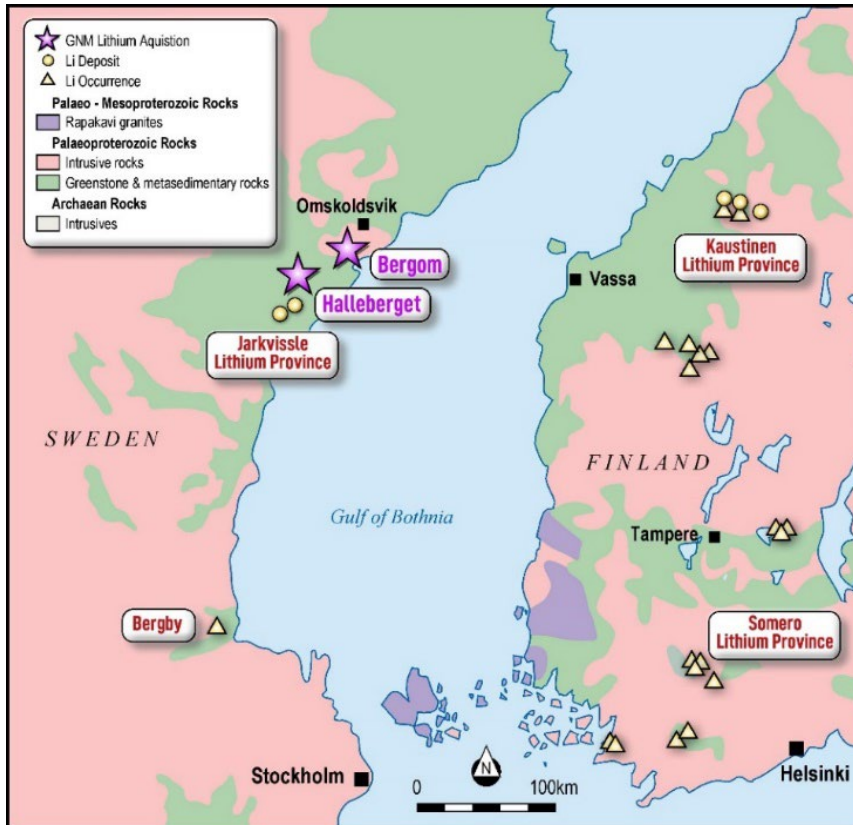 GNM Lithium Aquistion
Li Deposit
Li Occurrence
Palaeo - Mesoproterozoic Rocks
Rapakavi granites
Palaeoproterozoic Rocks
Intrusive rocks
Greenstone & metasedimentary rocks
Archaean Rocks
Intrusives
Omskoldsvik
Bergom
Halleberget
Jarkvissle
Lithium Province
Kaustinen
Lithium Province
Vassa
SWEDEN
FINLAND
Gulf of Bothnia
Tampere
Bergby
Somero
Lithium Province
Stockholm
N
0 100km
Helsinki